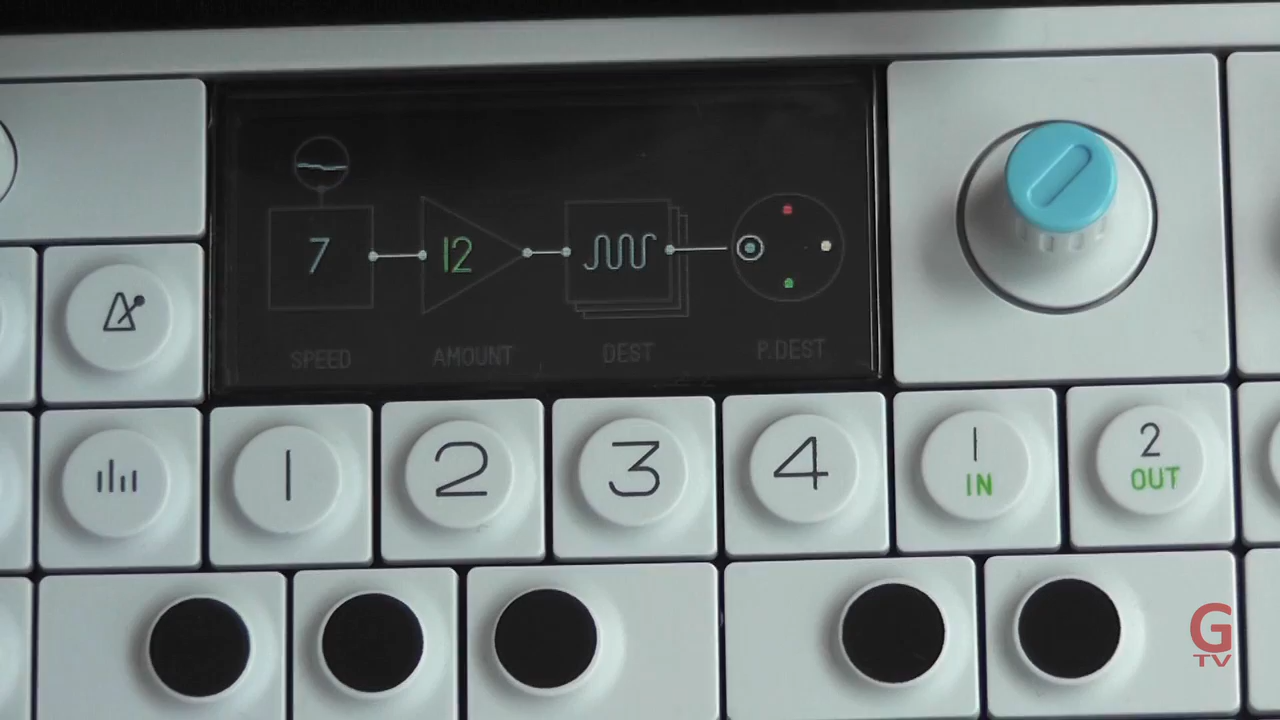 7 12
SPEED AMOUNT DEST P.DEST
1 2 3 4 1 2
IN OUT
G
TV